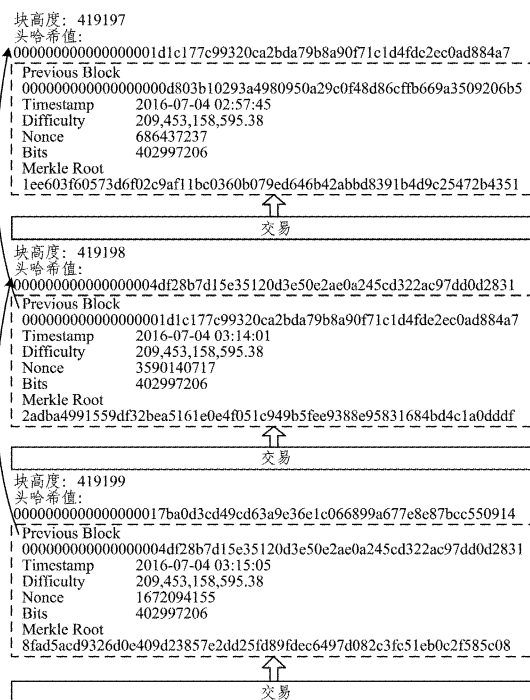 块高度：419197
头哈希值：
0000000000000000001d1c177c99320ca2bda79b8a90f71c1d4fdc2ec0ad884a7
Previous Block
000000000000000000d803b10293a4980950a29c0f48d86cffb669a3509206b5
Timestamp 2016-07-04 02:57:45
Difficulty 209,453,158,595.38
Nonce 686437237
Bits 402997206
Merkle Root
1ee603f60573d6f02c9af11bc0360b079ed646b42abbd8391b4d9c25472b4351
交易
块高度：419198
头哈希值：
000000000000000004df28b7d15e35120d3e50e2ae0a245cd322ac97dd0d2831
Previous Block
000000000000000001d1c177c99320ca2bda79b8a90f71c1d4fde2ec0ad884a7
Timestamp 2016-07-04 03:14:01
Difficulty 209,453,158,595.38
Nonce 3590140717
Bits 402997206
Merkle Root
2adba4991559df32bea5161e0e4f051c949b5fee9388e95831684bd4c1a0dddf
交易
块高度：419199
头哈希值：
00000000000000000017ba0d3cd49cd63a9e36e1c066899a677e8e87bcc550914
Previous Block
000000000000000004df28b7d15e35120d3e50e2ae0a245cd322ac97dd0d2831
Timestamp 2016-07-04 03:15:05
Difficulty 209,453,158,595.38
Nonce 1672094155
Bits 402997206
Merkle Root
8fad5acd9326d0e409d23857e2dd25fd89fdec6497d082c3fc51eb0c2f585c08
交易